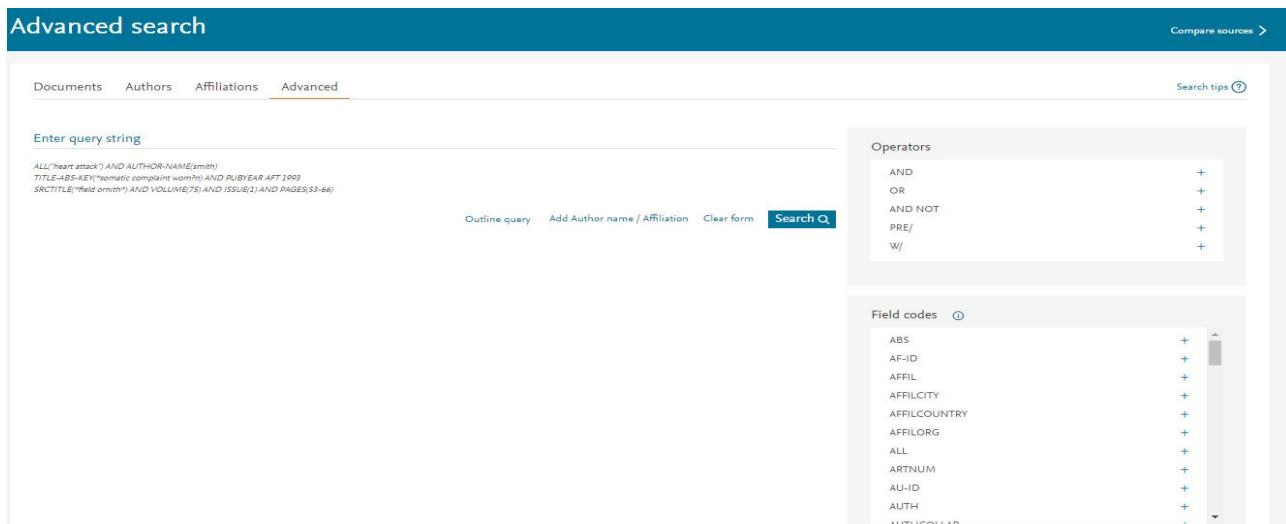 Advanced search
Compare sources >
Documents Authors Affiliations Advanced
Search tips ?
Enter query string
ALL("heart attack") AND AUTHOR-NAME(smith)
TITLE-ABS-KEY(*somatic complaint wom?n) AND PUBYEAR AFT 1993
SRCTITLE(*field ornith*) AND VOLUME(75) AND ISSUE(1) AND PAGES(53-66)
Outline query Add Author name / Affiliation Clear form Search
Operators
AND +
OR +
AND NOT +
PRE/ +
W/ +
Field codes i
ABS +
AF-ID +
AFFIL +
AFFILCITY +
AFFILCOUNTRY +
AFFILORG +
ALL +
ARTNUM +
AU-ID +
AUTH +